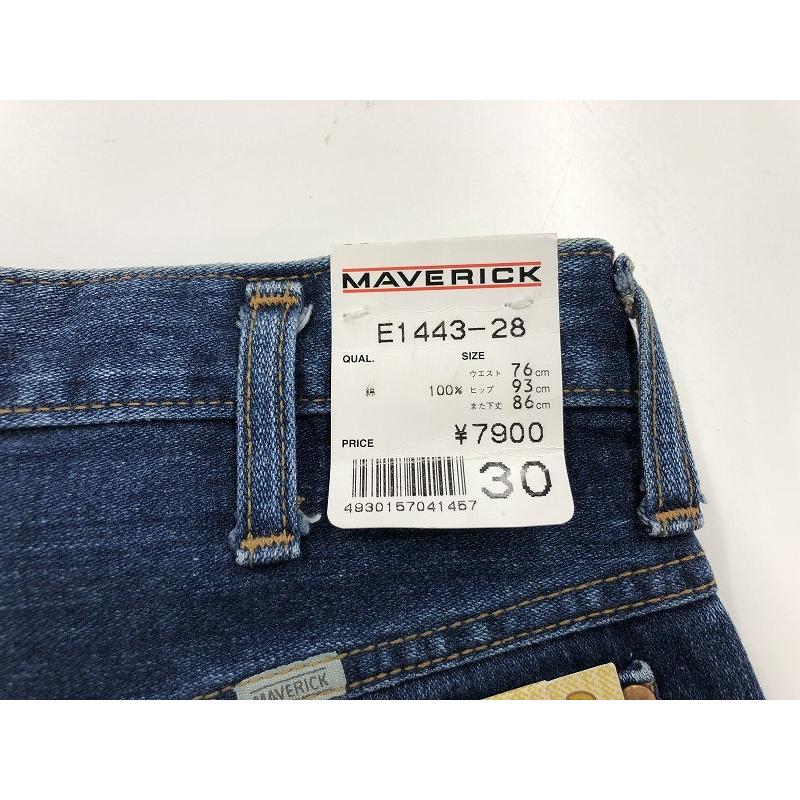 MAVERICK
E1443-28
QUAL. SIZE
ウエスト 76cm
綿 100% ヒップ 93cm
また下丈 86cm
PRICE ¥7900
30
4930157041457
MAVERICK